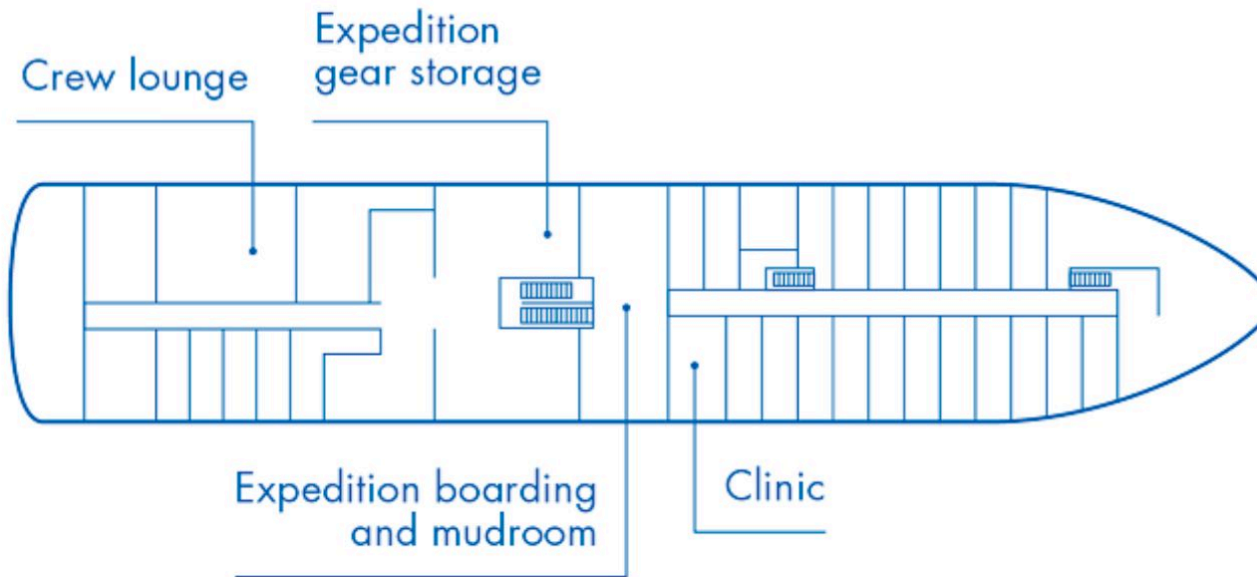 Crew lounge
Expedition
gear storage
Expedition boarding
and mudroom
Clinic